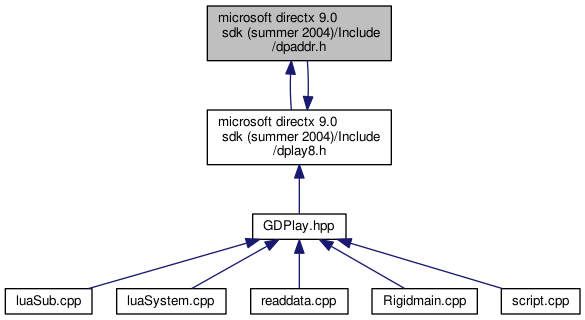 microsoft directx 9.0
sdk (summer 2004)/Include
/dpaddr.h
microsoft directx 9.0
sdk (summer 2004)/Include
/dplay8.h
GDPlay.hpp
luaSub.cpp
luaSystem.cpp
readdata.cpp
Rigidmain.cpp
script.cpp